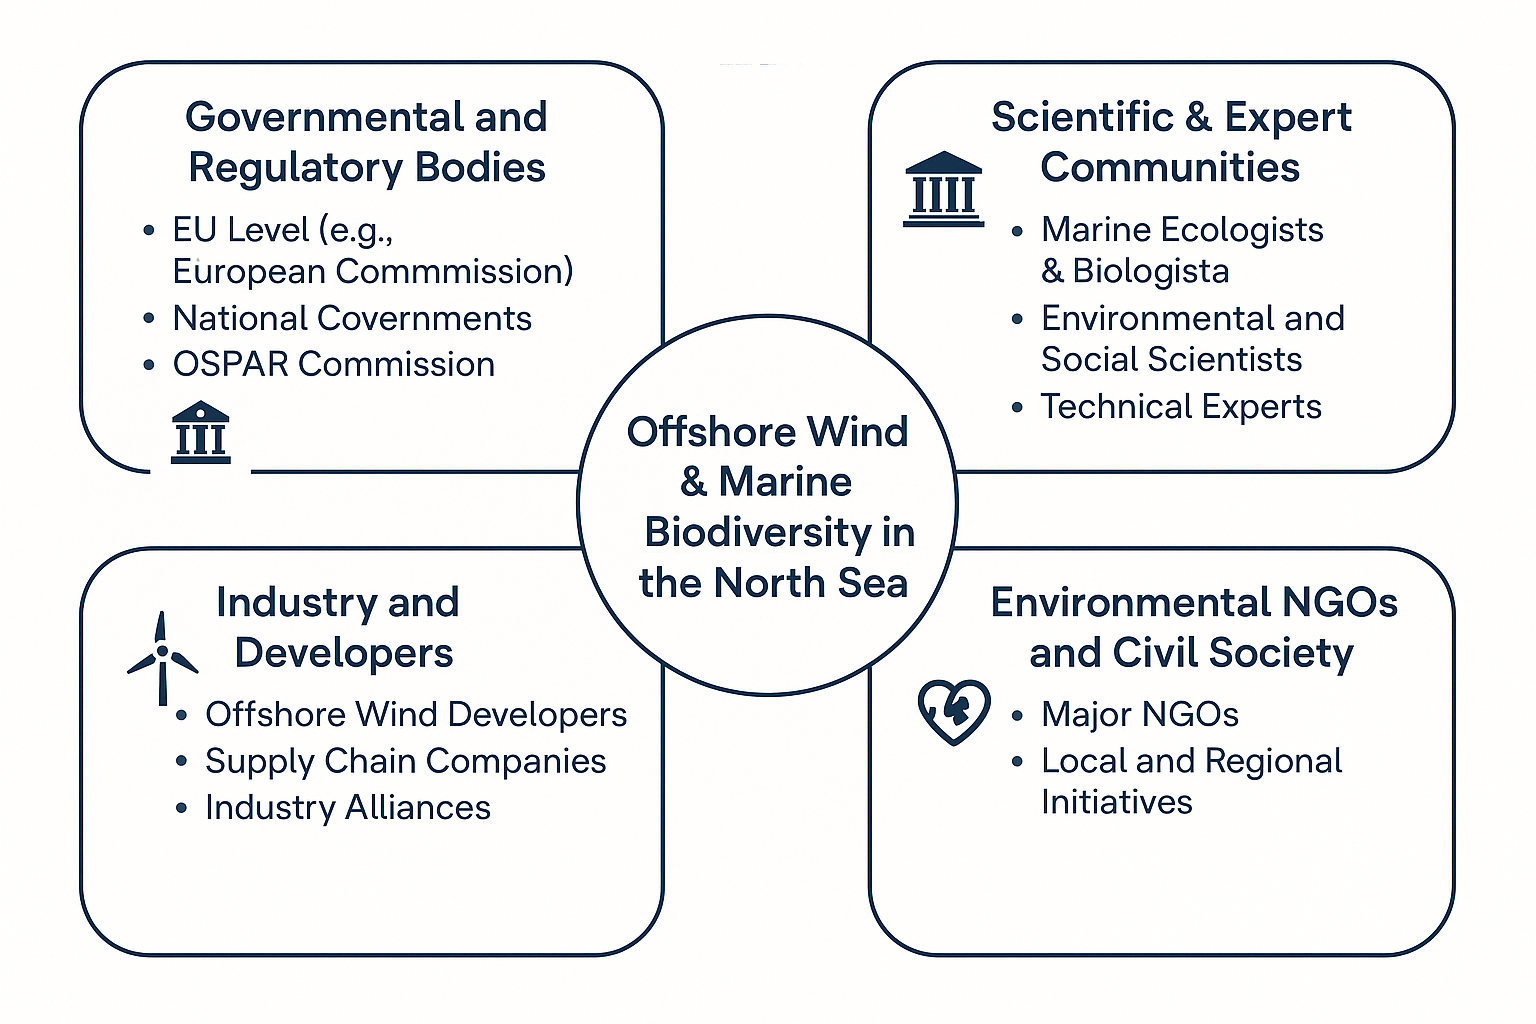 Governmental and
Regulatory Bodies
• EU Level (e.g.,
European Commmission)
• National Covernments
• OSPAR Commission
Scientific & Expert
Communities
• Marine Ecologists
& Biologista
• Environmental and
Social Scientists
• Technical Experts
Offshore Wind
& Marine
Biodiversity in
the North Sea
Industry and
Developers
• Offshore Wind Developers
• Supply Chain Companies
• Industry Alliances
Environmental NGOs
and Civil Society
• Major NGOs
• Local and Regional
Initiatives